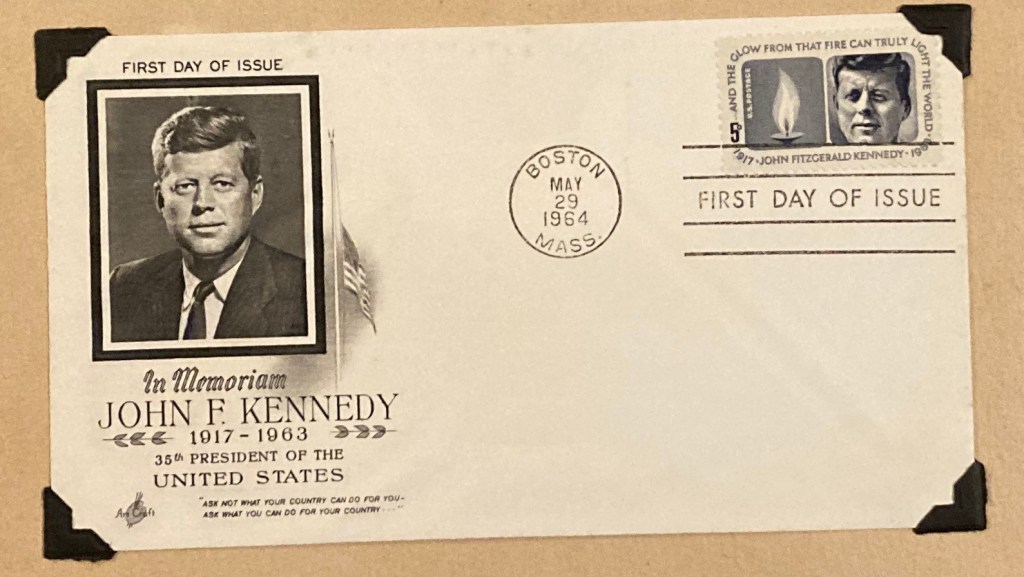 FIRST DAY OF ISSUE
In Memoriam
JOHN F. KENNEDY
1917-1963
35th PRESIDENT OF THE
UNITED STATES
"ASK NOT WHAT YOUR COUNTRY CAN DO FOR YOU-
ASK WHAT YOU CAN DO FOR YOUR COUNTRY..."
Art Craft
BOSTON
MAY
29
1964
MASS.
AND THE GLOW FROM THAT FIRE CAN TRULY LIGHT THE WORLD
U.S. POSTAGE
5¢
1917 · JOHN FITZGERALD KENNEDY ·
FIRST DAY OF ISSUE